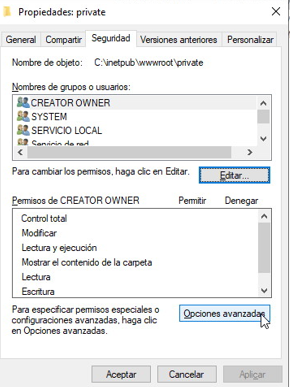 Propiedades: private
General
Compartir
Seguridad
Versiones anteriores
Personalizar
Nombre de objeto: C:\inetpub\wwwroot\private
Nombres de grupos o usuarios:
CREATOR OWNER
SYSTEM
SERVICIO LOCAL
Servicio de red
Para cambiar los permisos, haga clic en Editar.
Editar...
Permisos de CREATOR OWNER
Permitir
Denegar
Control total
Modificar
Lectura y ejecución
Mostrar el contenido de la carpeta
Lectura
Escritura
Para especificar permisos especiales o
configuraciones avanzadas, haga clic
en Opciones avanzadas.
Opciones avanzadas
Aceptar
Cancelar
Aplicar